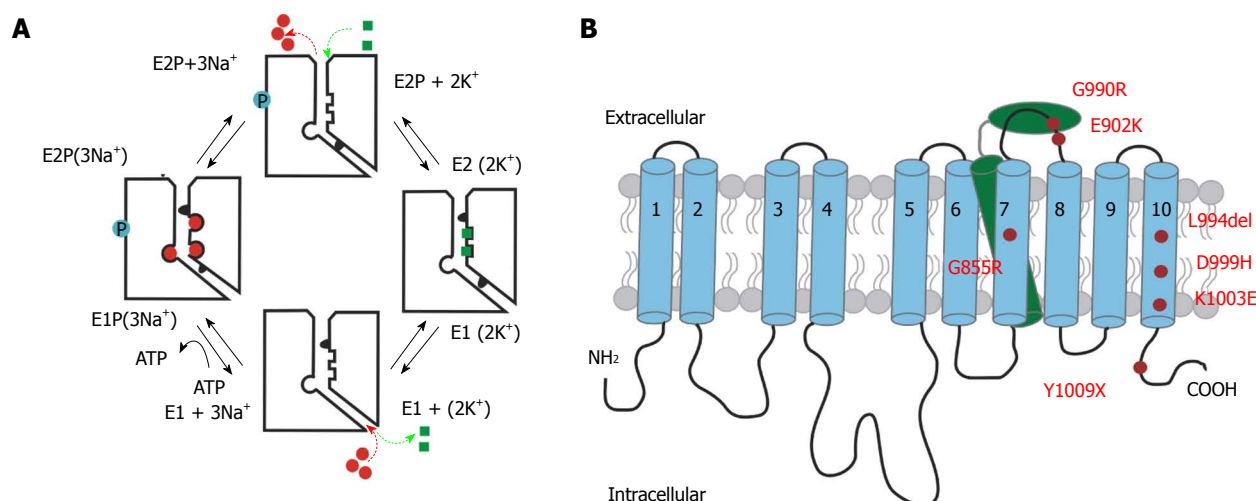 A
E2P+3Na⁺
P
E2P + 2K⁺
E2P(3Na⁺)
E2 (2K⁺)
P
E1P(3Na⁺)
E1 (2K⁺)
ATP
ATP
E1 + 3Na⁺
E1 + (2K⁺)
B
G990R
E902K
Extracellular
1 2 3 4 5 6 7 8 9 10
L994del
G855R
D999H
K1003E
NH₂
Y1009X
COOH
Intracellular